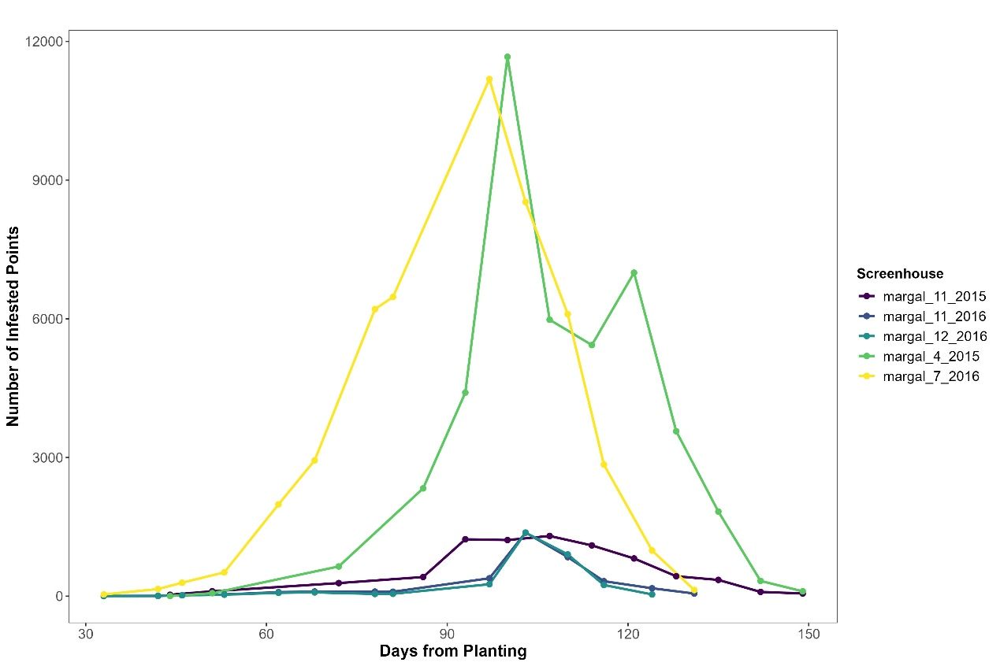 12000
9000
6000
3000
0
Number of Infested Points
30 60 90 120 150
Days from Planting
Screenhouse
margal_11_2015
margal_11_2016
margal_12_2016
margal_4_2015
margal_7_2016